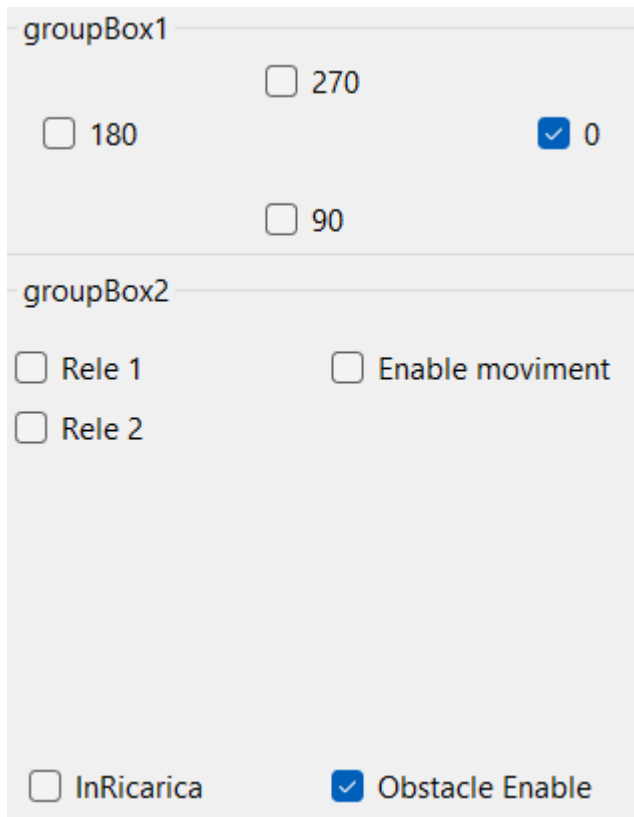 groupBox1
270
180 0
90
groupBox2
Rele 1 Enable moviment
Rele 2
InRicarica Obstacle Enable